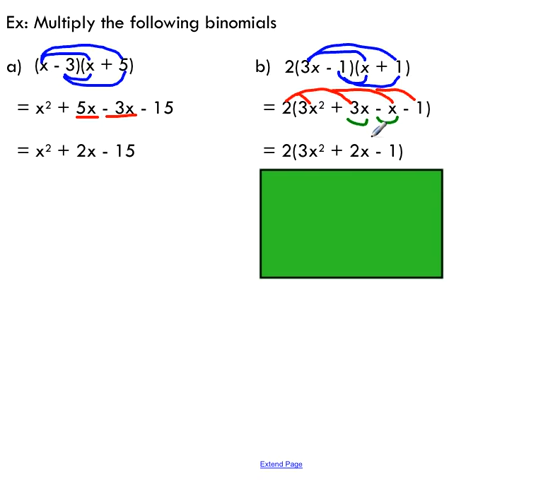 Ex: Multiply the following binomials
a) (x - 3)(x + 5)
= x² + 5x - 3x - 15
= x² + 2x - 15
b) 2(3x - 1)(x + 1)
= 2(3x² + 3x - x - 1)
= 2(3x² + 2x - 1)
Extend Page